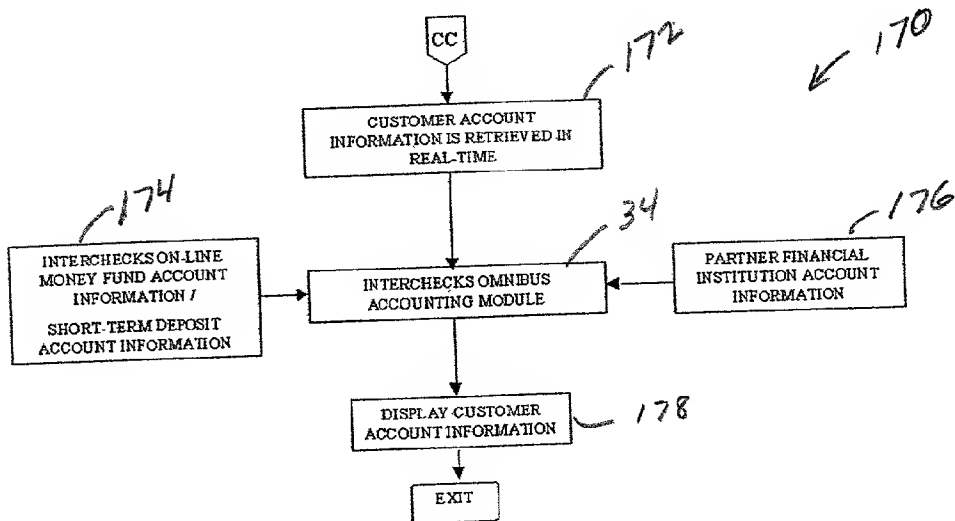 CC
172
170
CUSTOMER ACCOUNT
INFORMATION IS RETRIEVED IN
REAL-TIME
174
34
176
INTERCHECKS ON-LINE
MONEY FUND ACCOUNT
INFORMATION /
SHORT-TERM DEPOSIT
ACCOUNT INFORMATION
INTERCHECKS OMNIBUS
ACCOUNTING MODULE
PARTNER FINANCIAL
INSTITUTION ACCOUNT
INFORMATION
DISPLAY CUSTOMER
ACCOUNT INFORMATION
178
EXIT